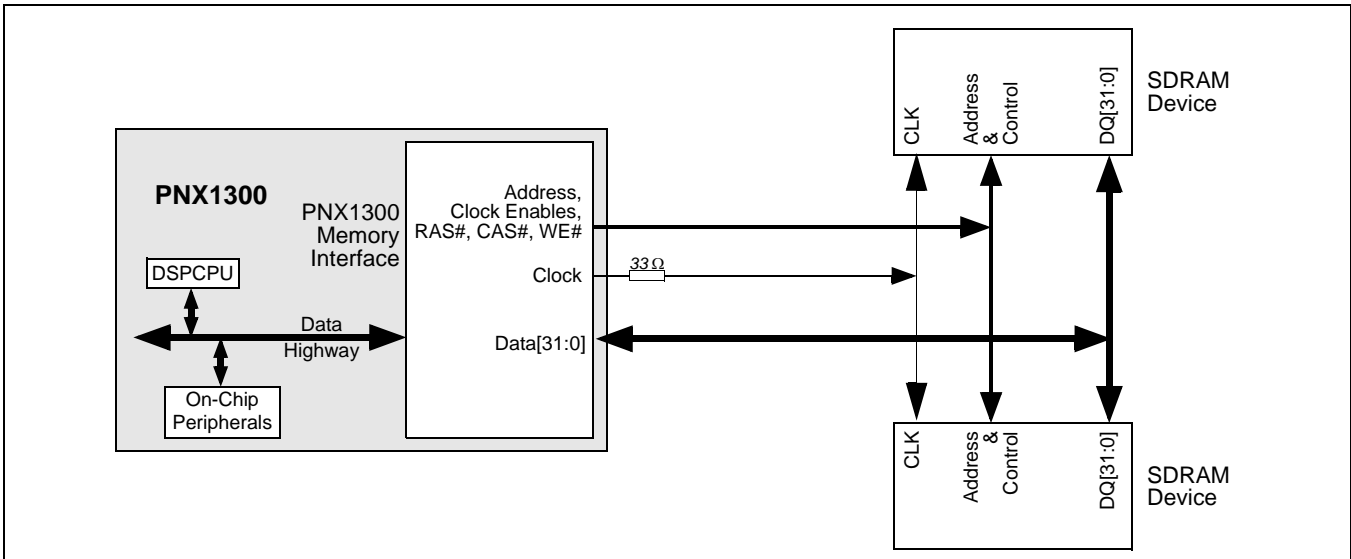 PNX1300
DSPCPU
Data
Highway
On-Chip
Peripherals
PNX1300
Memory
Interface
Address,
Clock Enables,
RAS#, CAS#, WE#
Clock
Data[31:0]
33 Ω
CLK
Address
&
Control
DQ[31:0]
SDRAM
Device
CLK
Address
&
Control
DQ[31:0]
SDRAM
Device